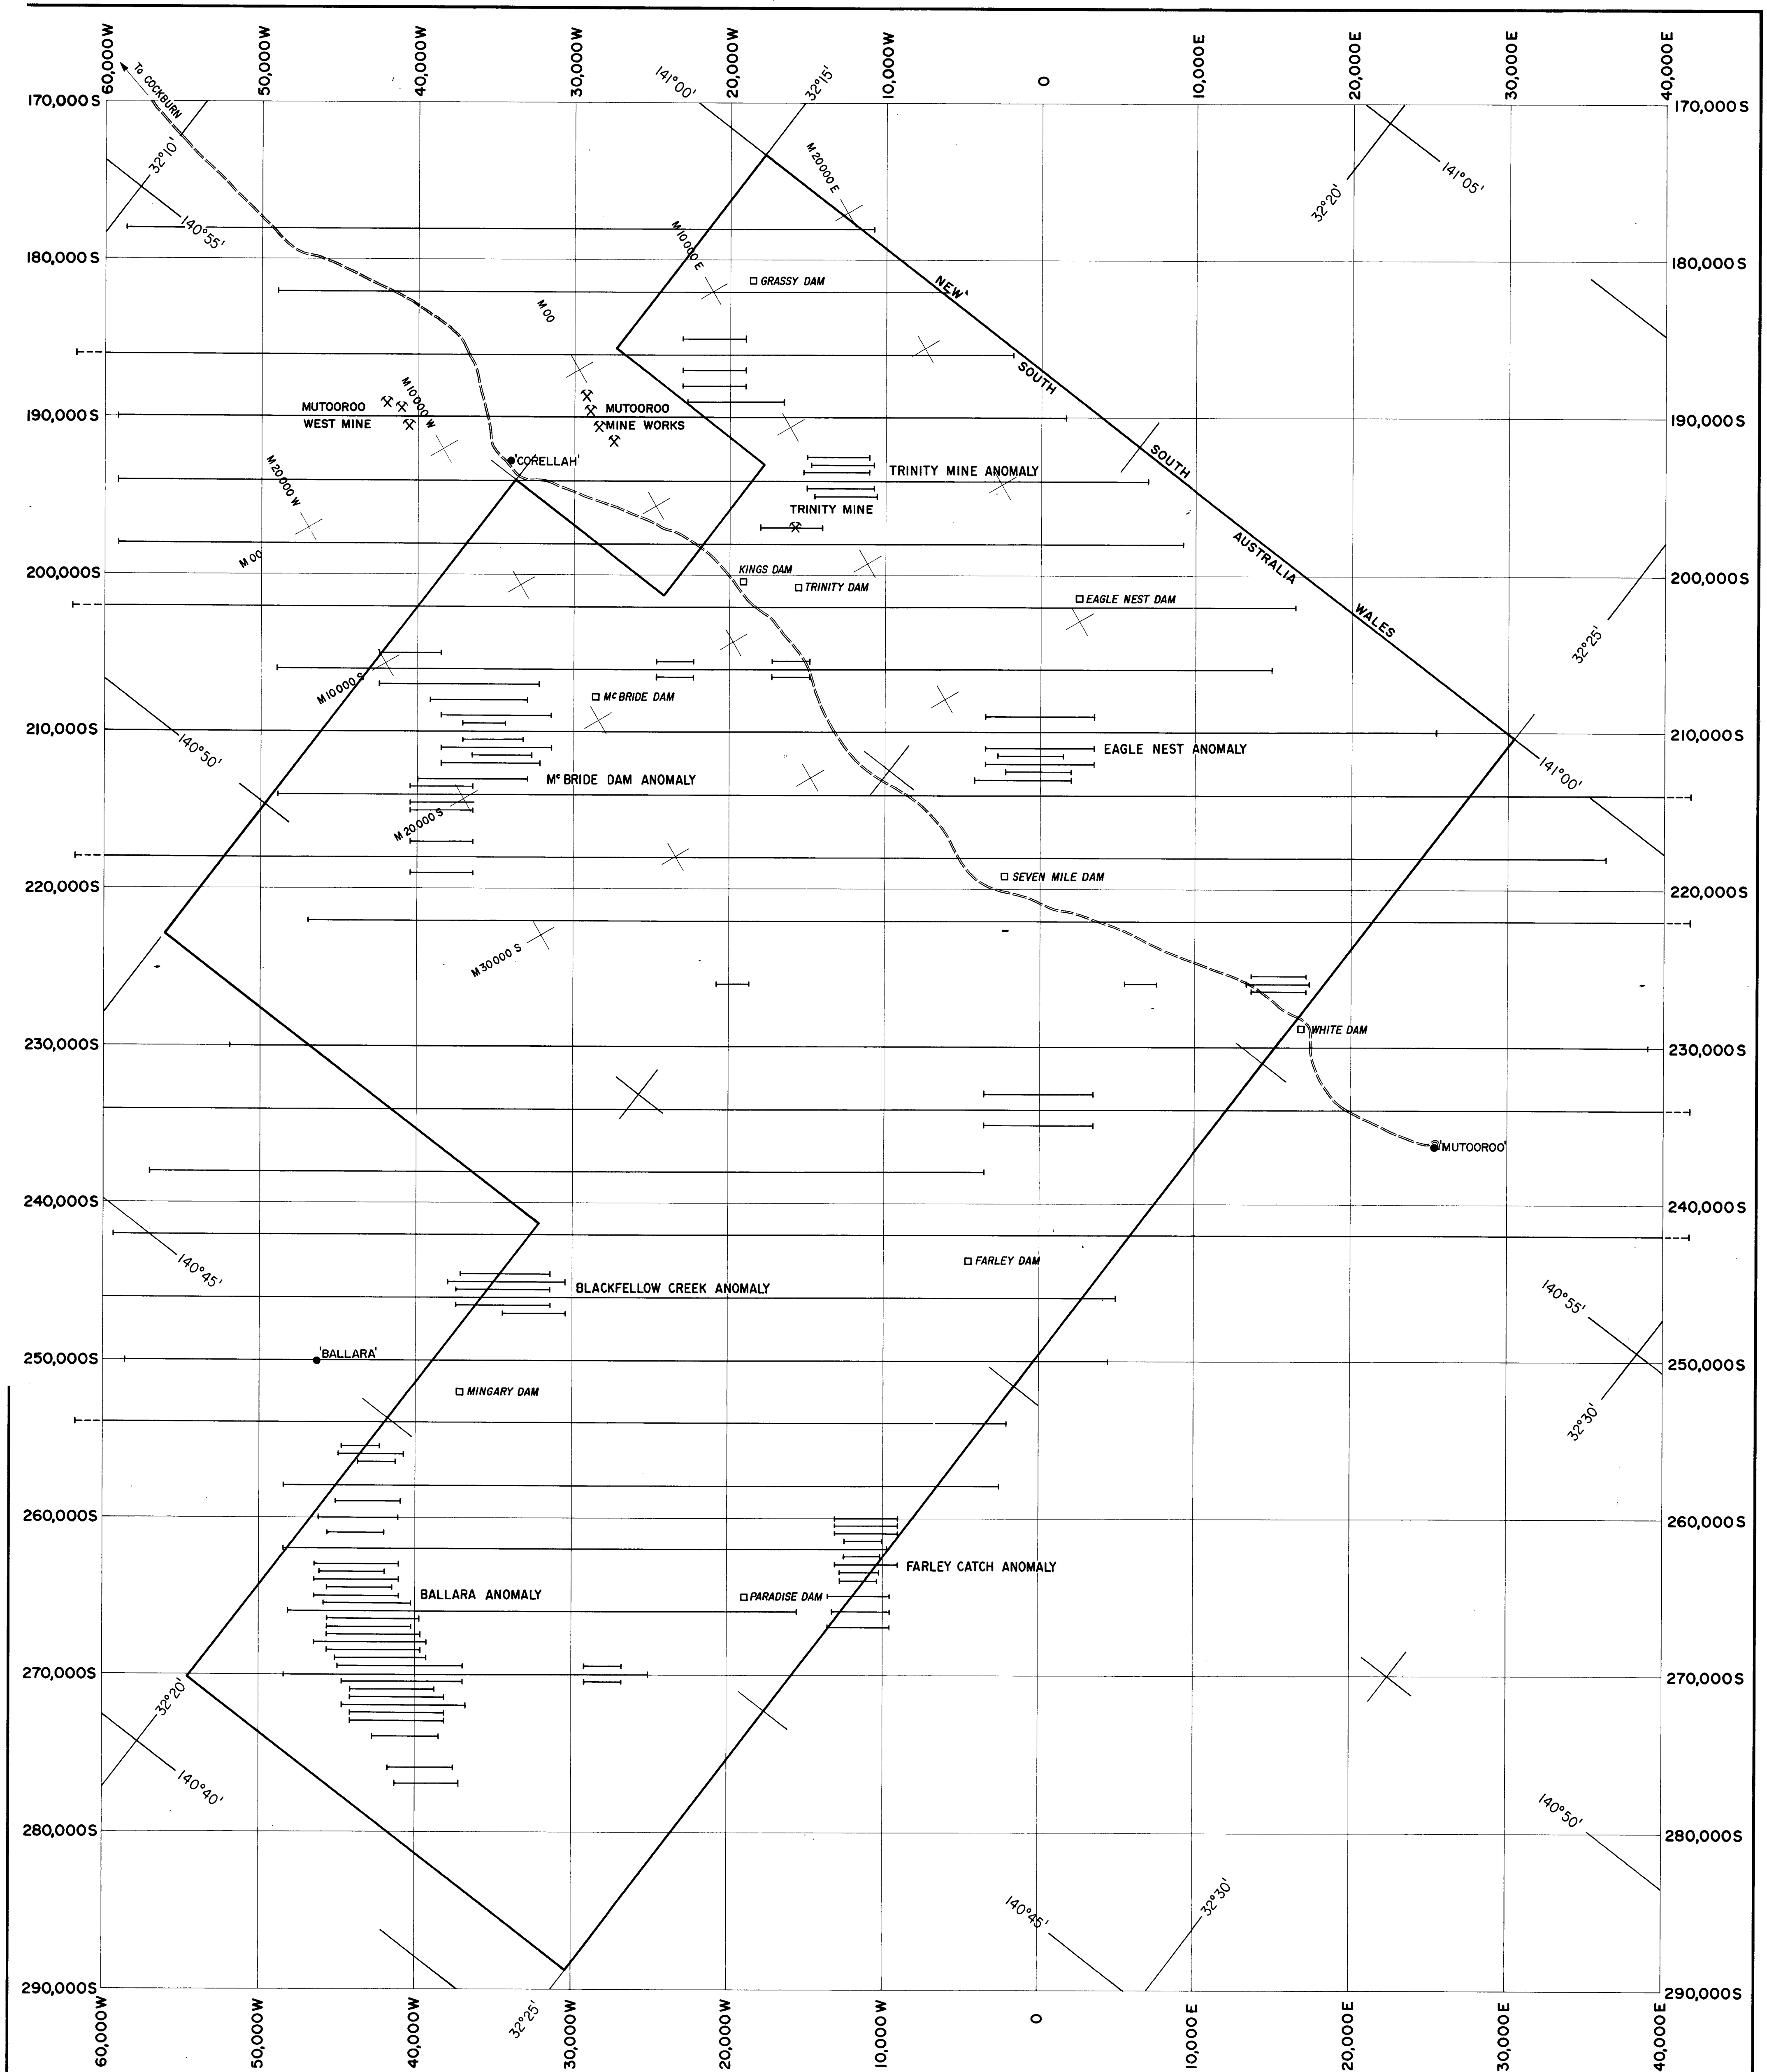 60,000W
50,000W
40,000W
30,000W
20,000W
10,000W
0
10,000E
20,000E
30,000E
40,000E
To COCKBURN
141°00'
32°15'
170,000S
170,000S
32°10'
M 20000 E
32°20'
141°05'
140°55'
M 10000 E
180,000S
180,000S
GRASSY DAM
NEW
M 00
SOUTH
M 10000 W
MUTOOROO
WEST MINE
MUTOOROO
MINE WORKS
190,000S
190,000S
'CORELLAH'
M 20000 W
TRINITY MINE ANOMALY
SOUTH
TRINITY MINE
AUSTRALIA
M 00
200,000S
200,000S
KINGS DAM
TRINITY DAM
EAGLE NEST DAM
WALES
32°25'
M 10000 S
Mc BRIDE DAM
210,000S
210,000S
140°50'
EAGLE NEST ANOMALY
141°00'
Mc BRIDE DAM ANOMALY
M 20000 S
220,000S
220,000S
SEVEN MILE DAM
M 30000 S
WHITE DAM
230,000S
230,000S
'MUTOOROO'
240,000S
240,000S
140°45'
FARLEY DAM
BLACKFELLOW CREEK ANOMALY
140°55'
'BALLARA'
250,000S
250,000S
MINGARY DAM
32°30'
260,000S
260,000S
FARLEY CATCH ANOMALY
BALLARA ANOMALY
PARADISE DAM
270,000S
270,000S
32°20'
140°40'
140°50'
280,000S
280,000S
140°45'
32°30'
290,000S
290,000S
32°25'
60,000W
50,000W
40,000W
30,000W
20,000W
10,000W
0
10,000E
20,000E
30,000E
40,000E